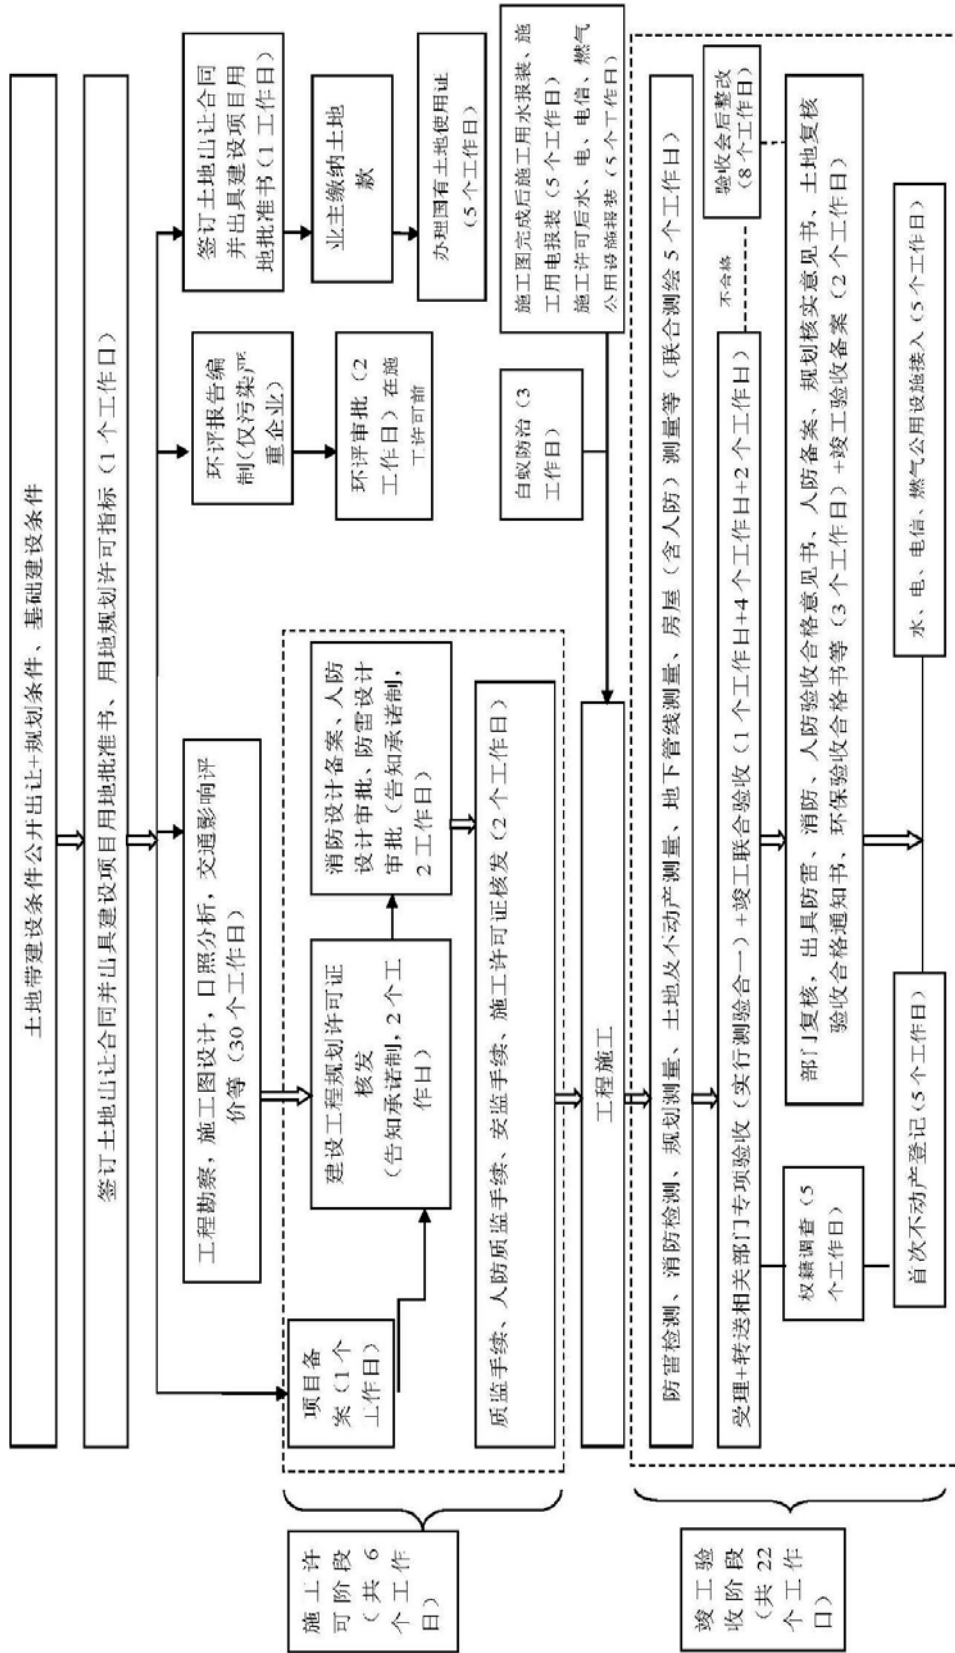 土地带建设条件公开出让+规划条件、基础建设条件
签订土地出让合同并出具建设项目用地批准书、用地规划许可指标（1 个工作日）
工程勘察，施工图设计，日照分析，交通影响评
价等（30 个工作日）
环评报告编
制(仅污染严
重企业）
签订土地出让合同
并出具建设项目用
地批准书（1 工作日）
环评审批（2
工作日）在施
工许可前
业主缴纳土地
款
办理国有土地使用证
（5 个工作日）
施工许
可阶段
（共 6
个工作
日）
项目备
案（1 个
工作日）
建设工程规划许可证
核发
（告知承诺制，2 个工
作日）
消防设计备案、人防
设计审批、防雷设计
审批（告知承诺制，
2 工作日）
质监手续、人防质监手续、安监手续、施工许可证核发（2 个工作日）
白蚁防治（3
工作日）
施工图完成后施工用水报装、施
工用电报装（5 个工作日）
施工许可后水、电、电信、燃气
公用设施报装（5 个工作日）
工程施工
竣工验
收阶段
（共 22
个工作
日）
防雷检测、消防检测、规划测量、土地及不动产测量、地下管线测量、房屋（含人防）测量等（联合测绘 5 个工作日）
受理+转送相关部门专项验收（实行测验合一）+竣工联合验收（1 个工作日+4 个工作日+2 个工作日）
不合格
验收会后整改
（8 个工作日）
权籍调查（5
个工作日）
部门复核，出具防雷、消防、人防验收合格意见书、人防备案、规划核实意见书、土地复核
验收合格通知书、环保验收合格书等（3 个工作日）+竣工验收备案（2 个工作日）
首次不动产登记（5 个工作日）
水、电、电信、燃气公用设施接入（5 个工作日）